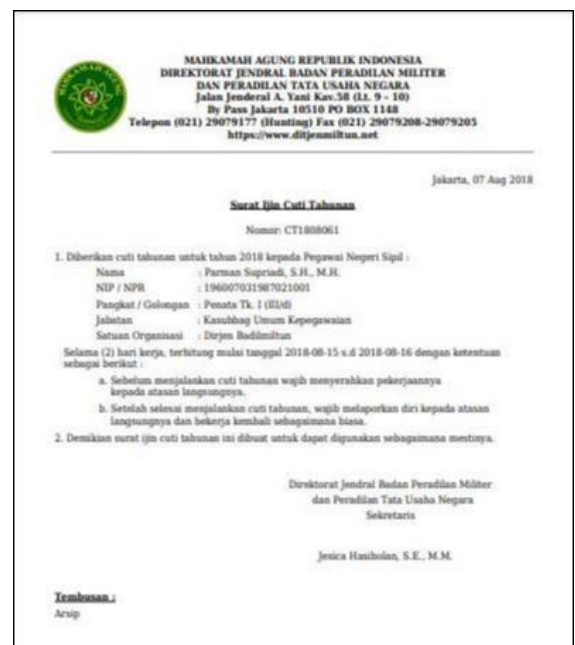 MAHKAMAH AGUNG REPUBLIK INDONESIA
DIREKTORAT JENDRAL BADAN PERADILAN MILITER
DAN PERADILAN TATA USAHA NEGARA
Jalan Jenderal A. Yani Kav.58 (Lt. 9 - 10)
By Pass Jakarta 10510 PO BOX 1148
Telepon (021) 29079177 (Hunting) Fax (021) 29079208-29079205
https://www.ditjenmiltun.net
MAHKAMAH AGUNG
Jakarta, 07 Aug 2018
Surat Ijin Cuti Tahunan
Nomor: CT1808061
1. Diberikan cuti tahunan untuk tahun 2018 kepada Pegawai Negeri Sipil :
Nama : Parman Supriadi, S.H., M.H.
NIP / NPR : 196007031987021001
Pangkat / Golongan : Penata Tk. I (III/d)
Jabatan : Kasubbag Umum Kepegawaian
Satuan Organisasi : Dirjen Badilmiltun
Selama (2) hari kerja, terhitung mulai tanggal 2018-08-15 s.d 2018-08-16 dengan ketentuan
sebagai berikut :
a. Sebelum menjalankan cuti tahunan wajib menyerahkan pekerjaannya
kepada atasan langsungnya.
b. Setelah selesai menjalankan cuti tahunan, wajib melaporkan diri kepada atasan
langsungnya dan bekerja kembali sebagaimana biasa.
2. Demikian surat ijin cuti tahunan ini dibuat untuk dapat digunakan sebagaimana mestinya.
Direktorat Jendral Badan Peradilan Militer
dan Peradilan Tata Usaha Negara
Sekretaris
Jesica Hasibolan, S.E., M.M.
Tembusan :
Arsip